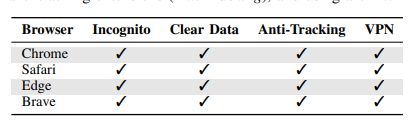 Browser Incognito Clear Data Anti-Tracking VPN
Chrome ✓ ✓ ✓ ✓
Safari ✓ ✓ ✓ ✓
Edge ✓ ✓ ✓ ✓
Brave ✓ ✓ ✓ ✓